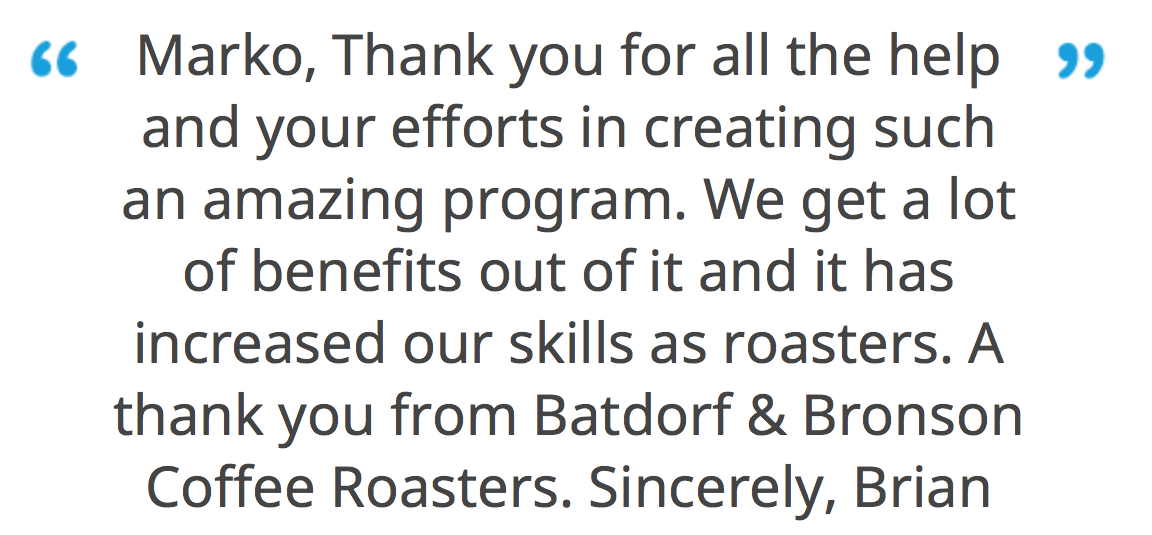 “ Marko, Thank you for all the help ”
and your efforts in creating such
an amazing program. We get a lot
of benefits out of it and it has
increased our skills as roasters. A
thank you from Batdorf & Bronson
Coffee Roasters. Sincerely, Brian